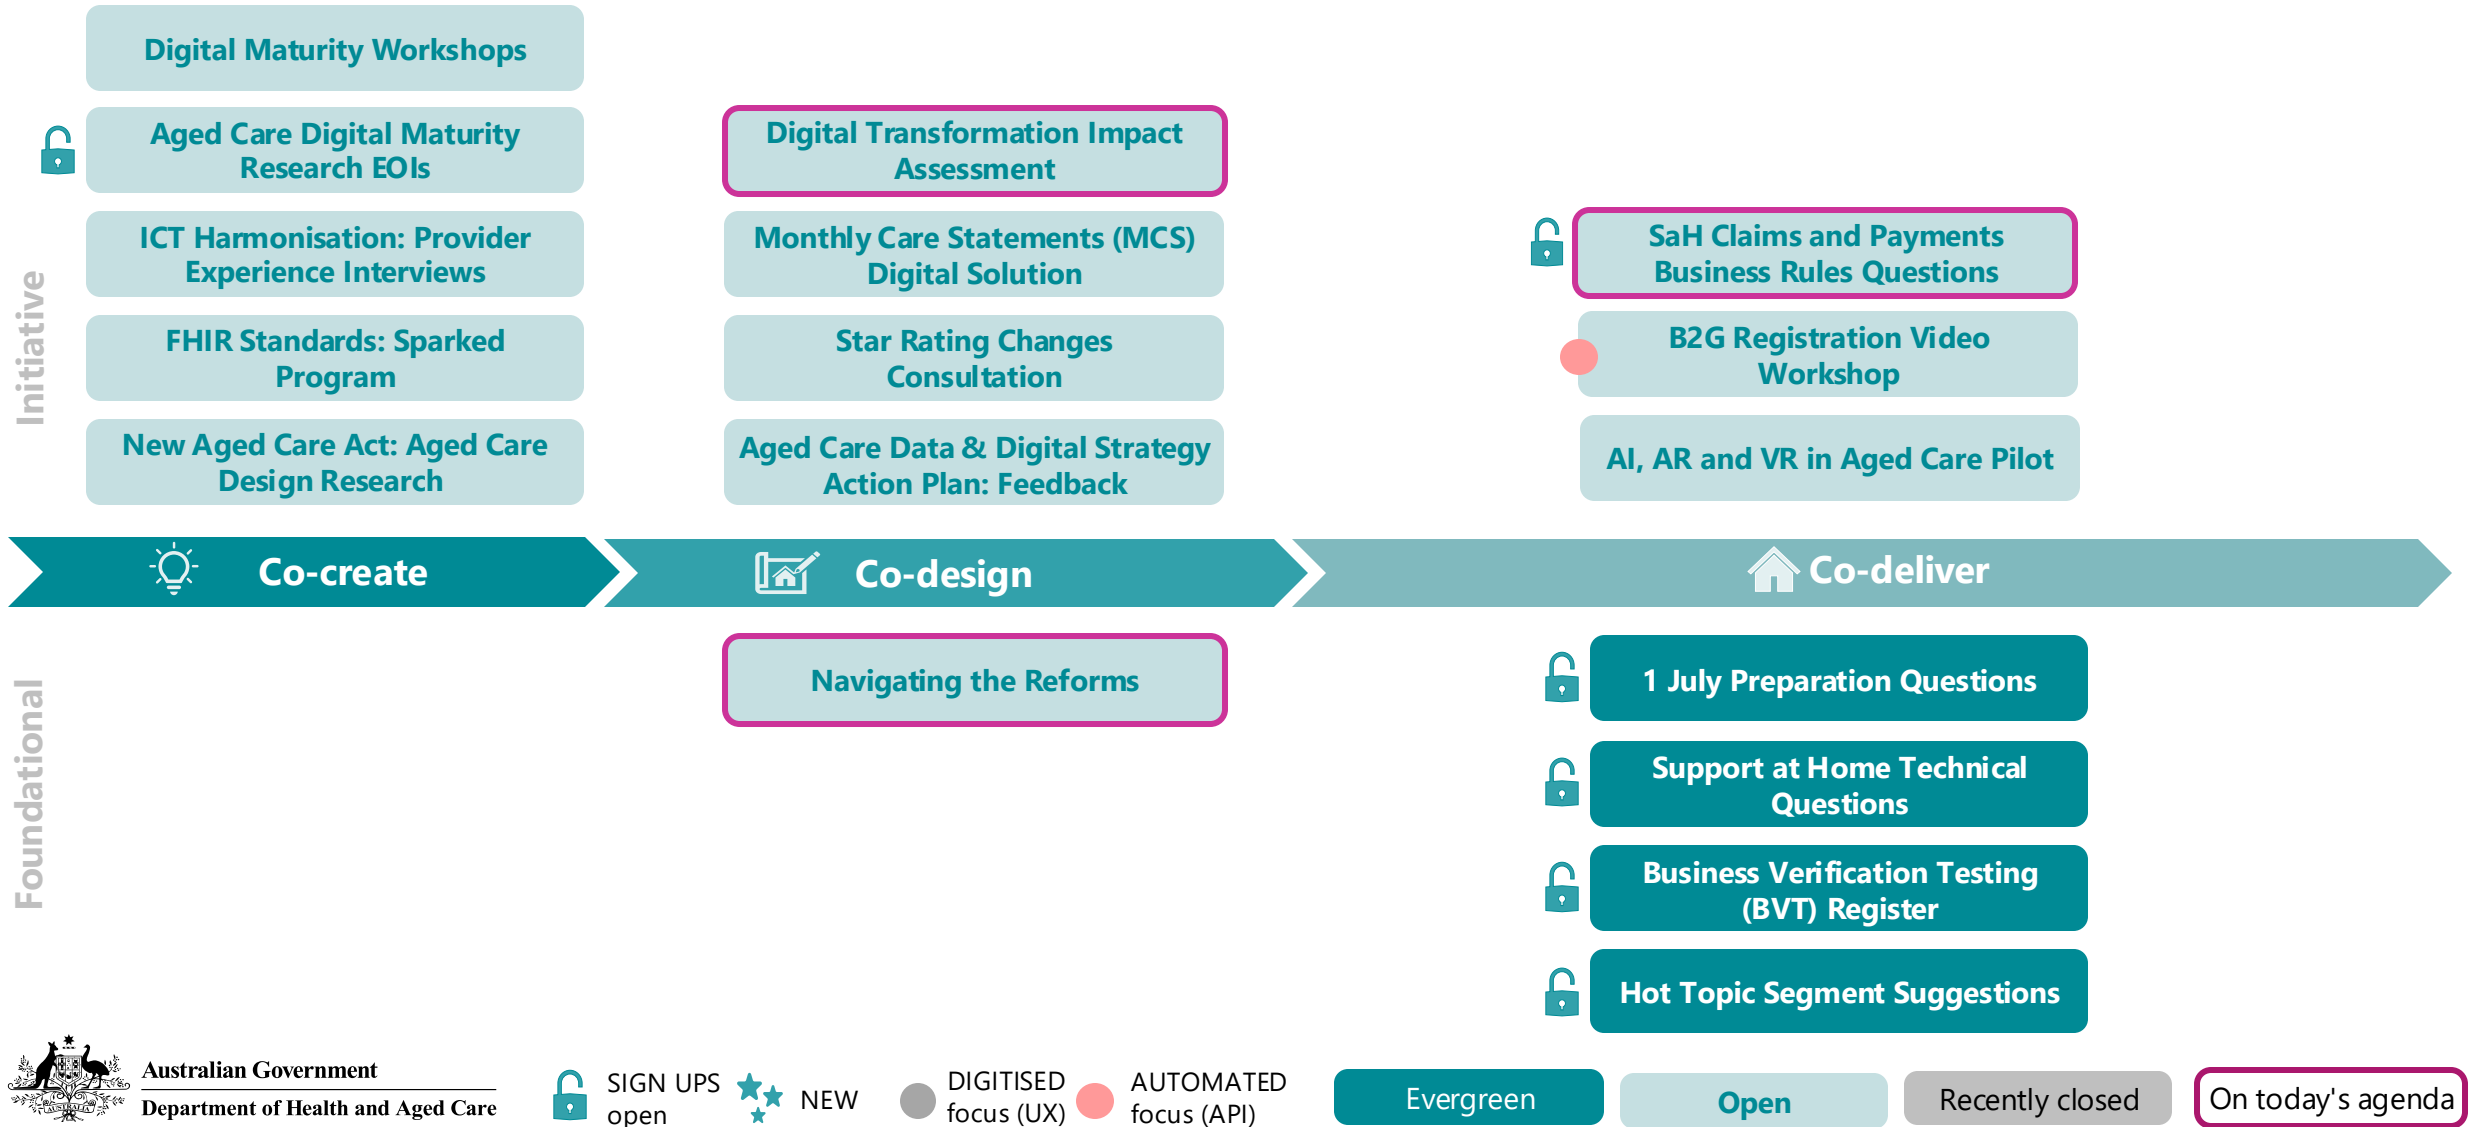 Digital Maturity Workshops
Aged Care Digital Maturity
Research EOIs
ICT Harmonisation: Provider
Experience Interviews
FHIR Standards: Sparked
Program
New Aged Care Act: Aged Care
Design Research
Digital Transformation Impact
Assessment
Monthly Care Statements (MCS)
Digital Solution
Star Rating Changes
Consultation
Aged Care Data & Digital Strategy
Action Plan: Feedback
SaH Claims and Payments
Business Rules Questions
B2G Registration Video
Workshop
AI, AR and VR in Aged Care Pilot
Initiative
Co-create
Co-design
Co-deliver
Foundational
Navigating the Reforms
1 July Preparation Questions
Support at Home Technical
Questions
Business Verification Testing
(BVT) Register
Hot Topic Segment Suggestions
AUSTRALIA
Australian Government
Department of Health and Aged Care
SIGN UPS
open
NEW
DIGITISED
focus (UX)
AUTOMATED
focus (API)
Evergreen
Open
Recently closed
On today's agenda